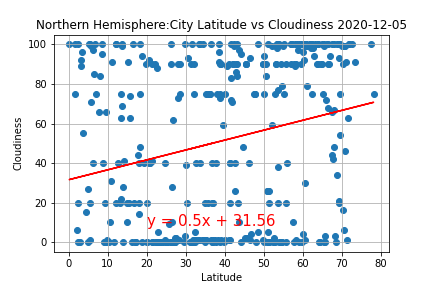 Northern Hemisphere:City Latitude vs Cloudiness 2020-12-05
100
80
60
40
20
0
Cloudiness
y = 0.5x + 31.56
0 10 20 30 40 50 60 70 80
Latitude